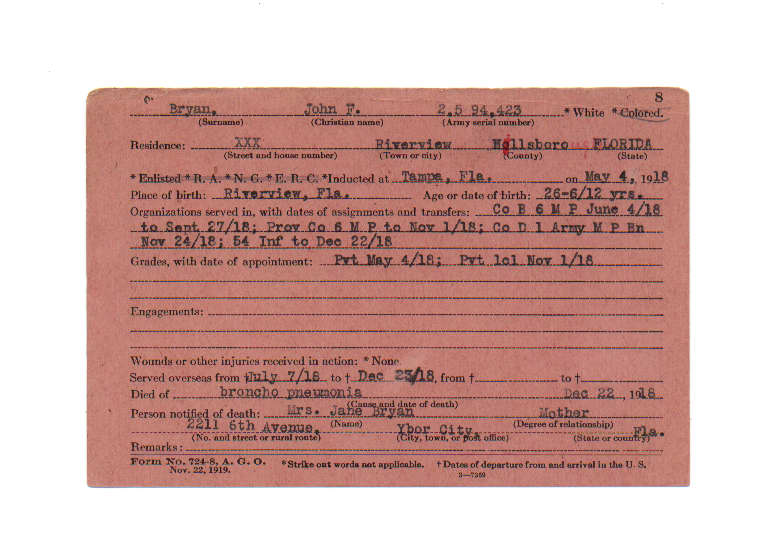 8
Bryan, John F. 2,594,423 *White *Colored.
(Surname) (Christian name) (Army serial number)
Residence: XXX Riverview Hillsboro FLORIDA
(Street and house number) (Town or city) (County) (State)
*Enlisted *R. A. *N. G. *E. R. C. *Inducted at Tampa, Fla. on May 4, 1918
Place of birth: Riverview, Fla. Age or date of birth: 26-6/12 yrs.
Organizations served in, with dates of assignments and transfers: Co B 6 M P June 4/18
to Sept 27/18; Prov Co 6 M P to Nov 1/18; Co D 1 Army M P Bn
Nov 24/18; 54 Inf to Dec 22/18
Grades, with date of appointment: Pvt May 4/18; Pvt 1cl Nov 1/18
Engagements:
Wounds or other injuries received in action: *None.
Served overseas from †July 7/18 to † Dec 23/18, from † to †
Died of broncho pneumonia Dec 22, 1918
(Cause and date of death)
Person notified of death: Mrs. Jane Bryan Mother
(Name) (Degree of relationship)
2211 6th Avenue, Ybor City, Fla.
(No. and street or rural route) (City, town, or post office) (State or country)
Remarks:
Form No. 724-8, A. G. O. *Strike out words not applicable. †Dates of departure from and arrival in the U. S.
Nov. 22, 1919. 3—7369